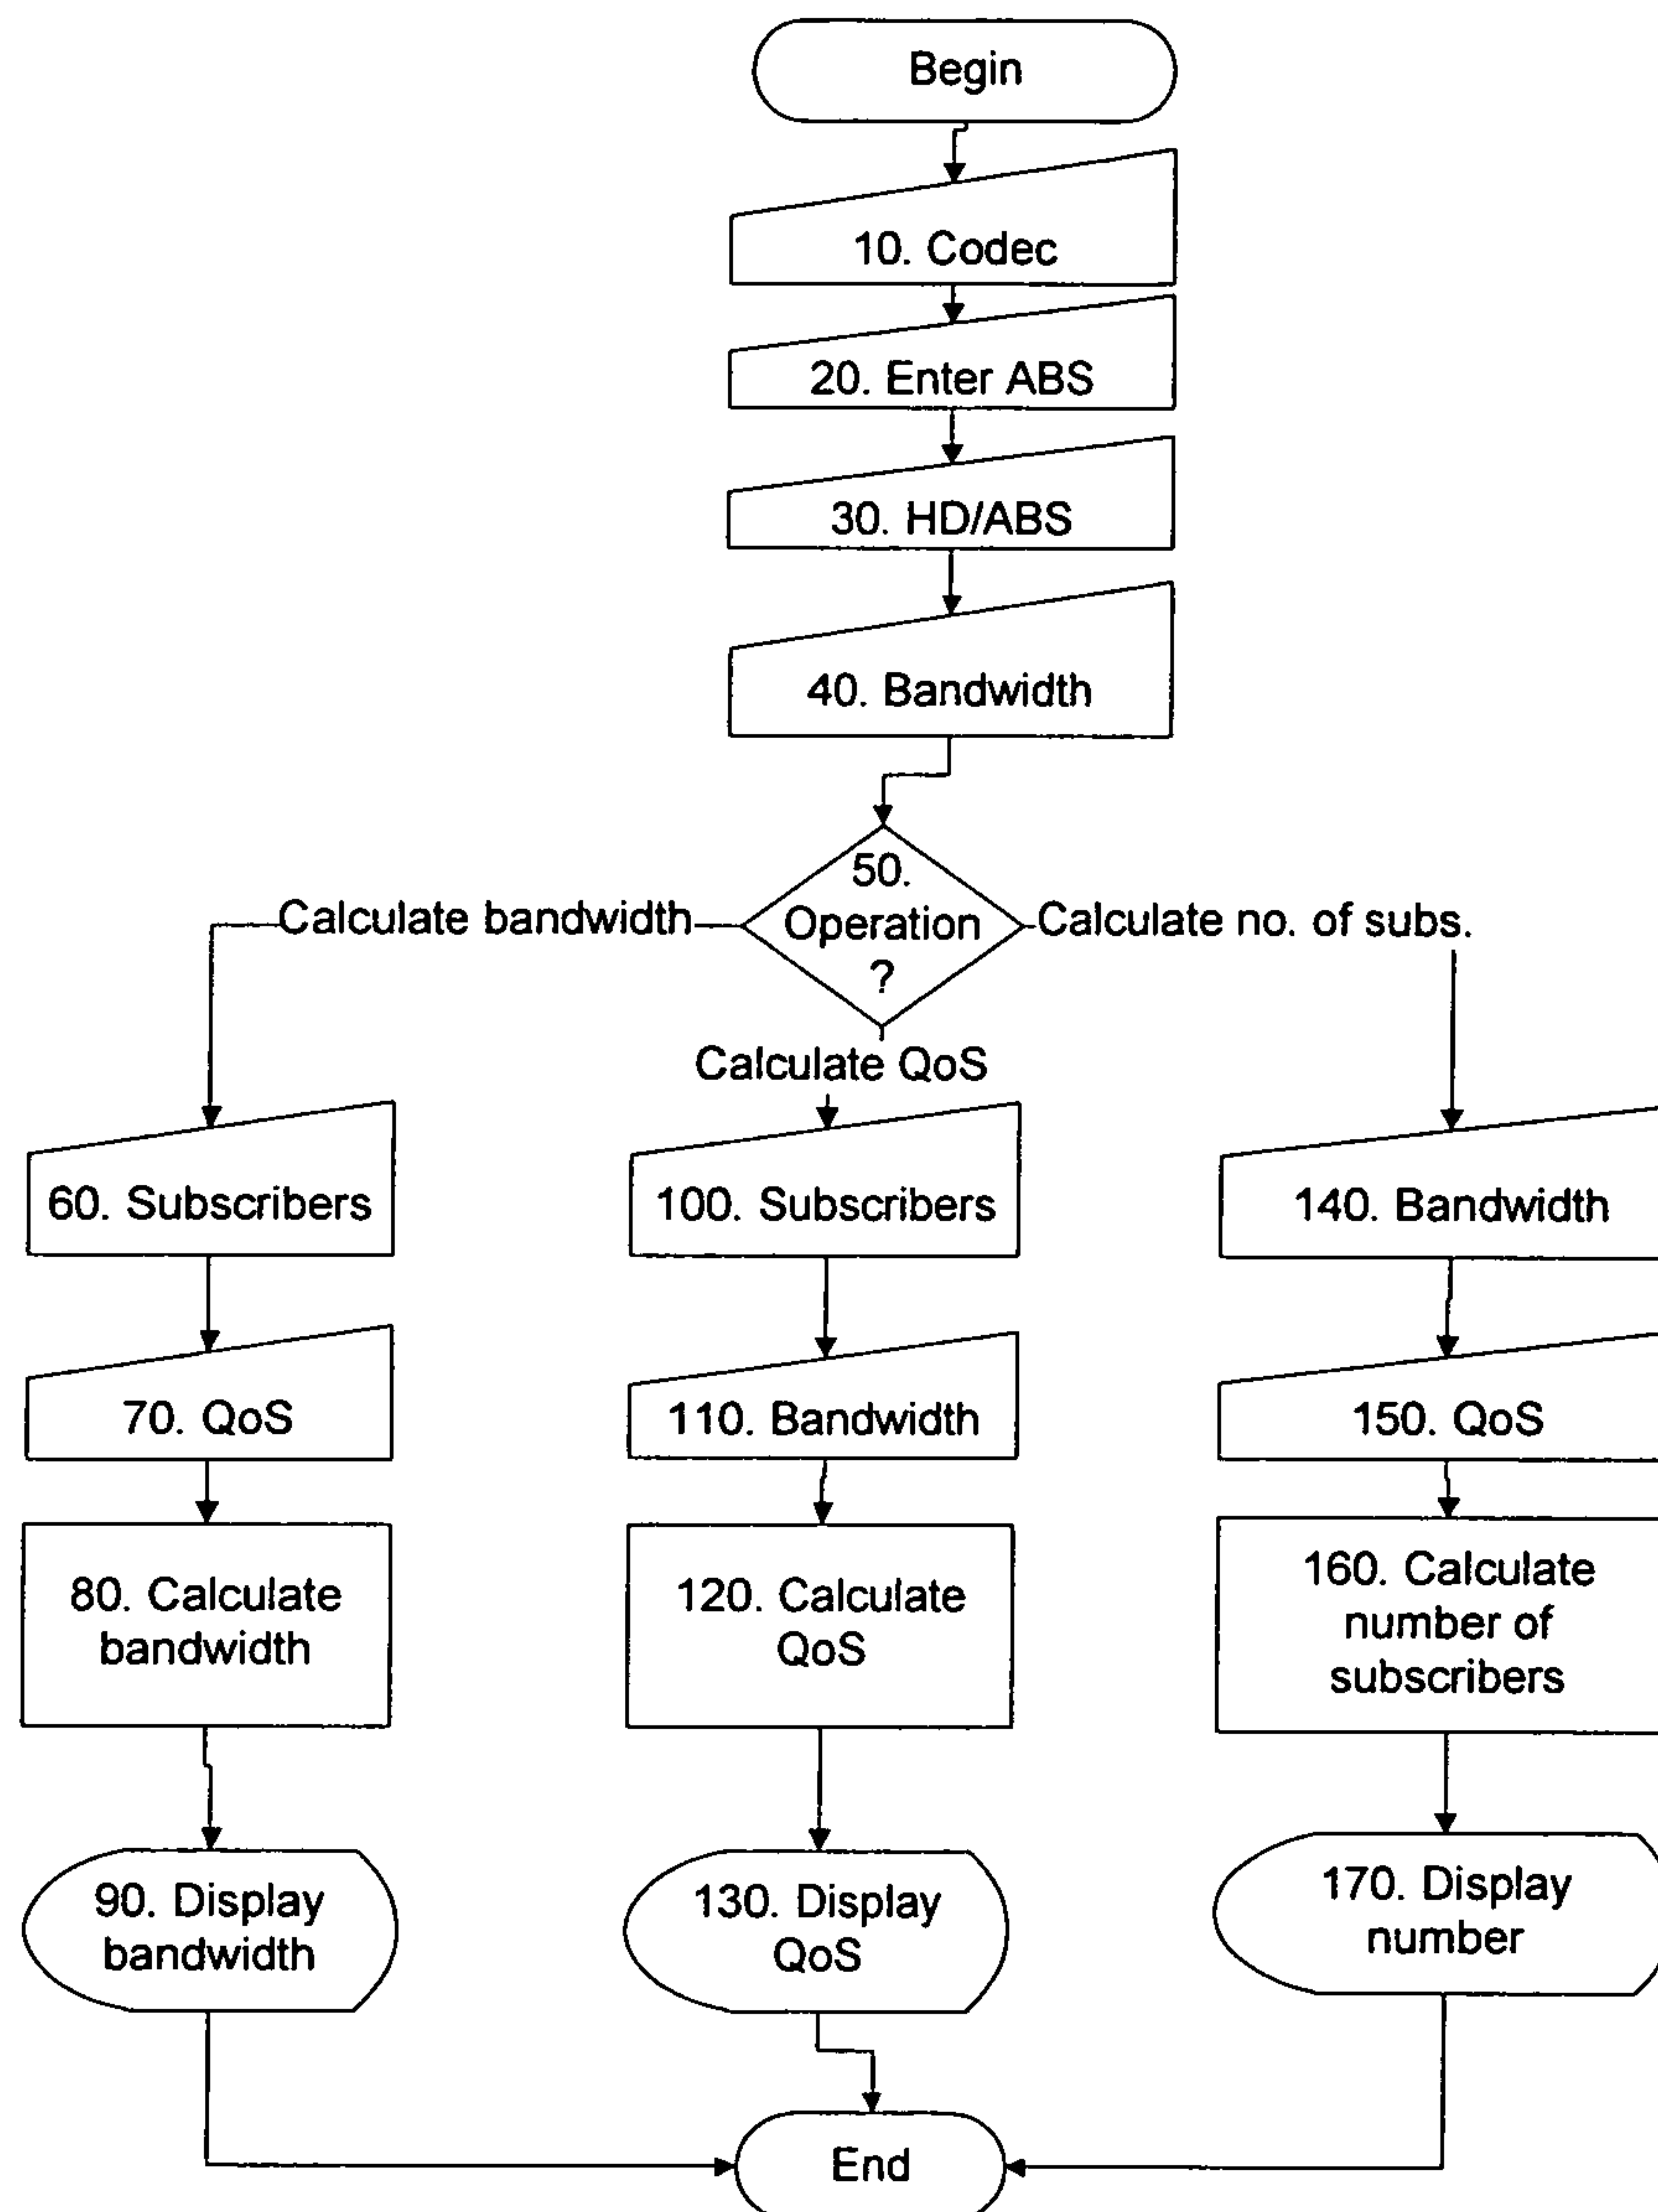 Begin
10. Codec
20. Enter ABS
30. HD/ABS
40. Bandwidth
50.
Operation
?
Calculate bandwidth
Calculate no. of subs.
Calculate QoS
60. Subscribers
100. Subscribers
140. Bandwidth
70. QoS
110. Bandwidth
150. QoS
80. Calculate
bandwidth
120. Calculate
QoS
160. Calculate
number of
subscribers
90. Display
bandwidth
130. Display
QoS
170. Display
number
End